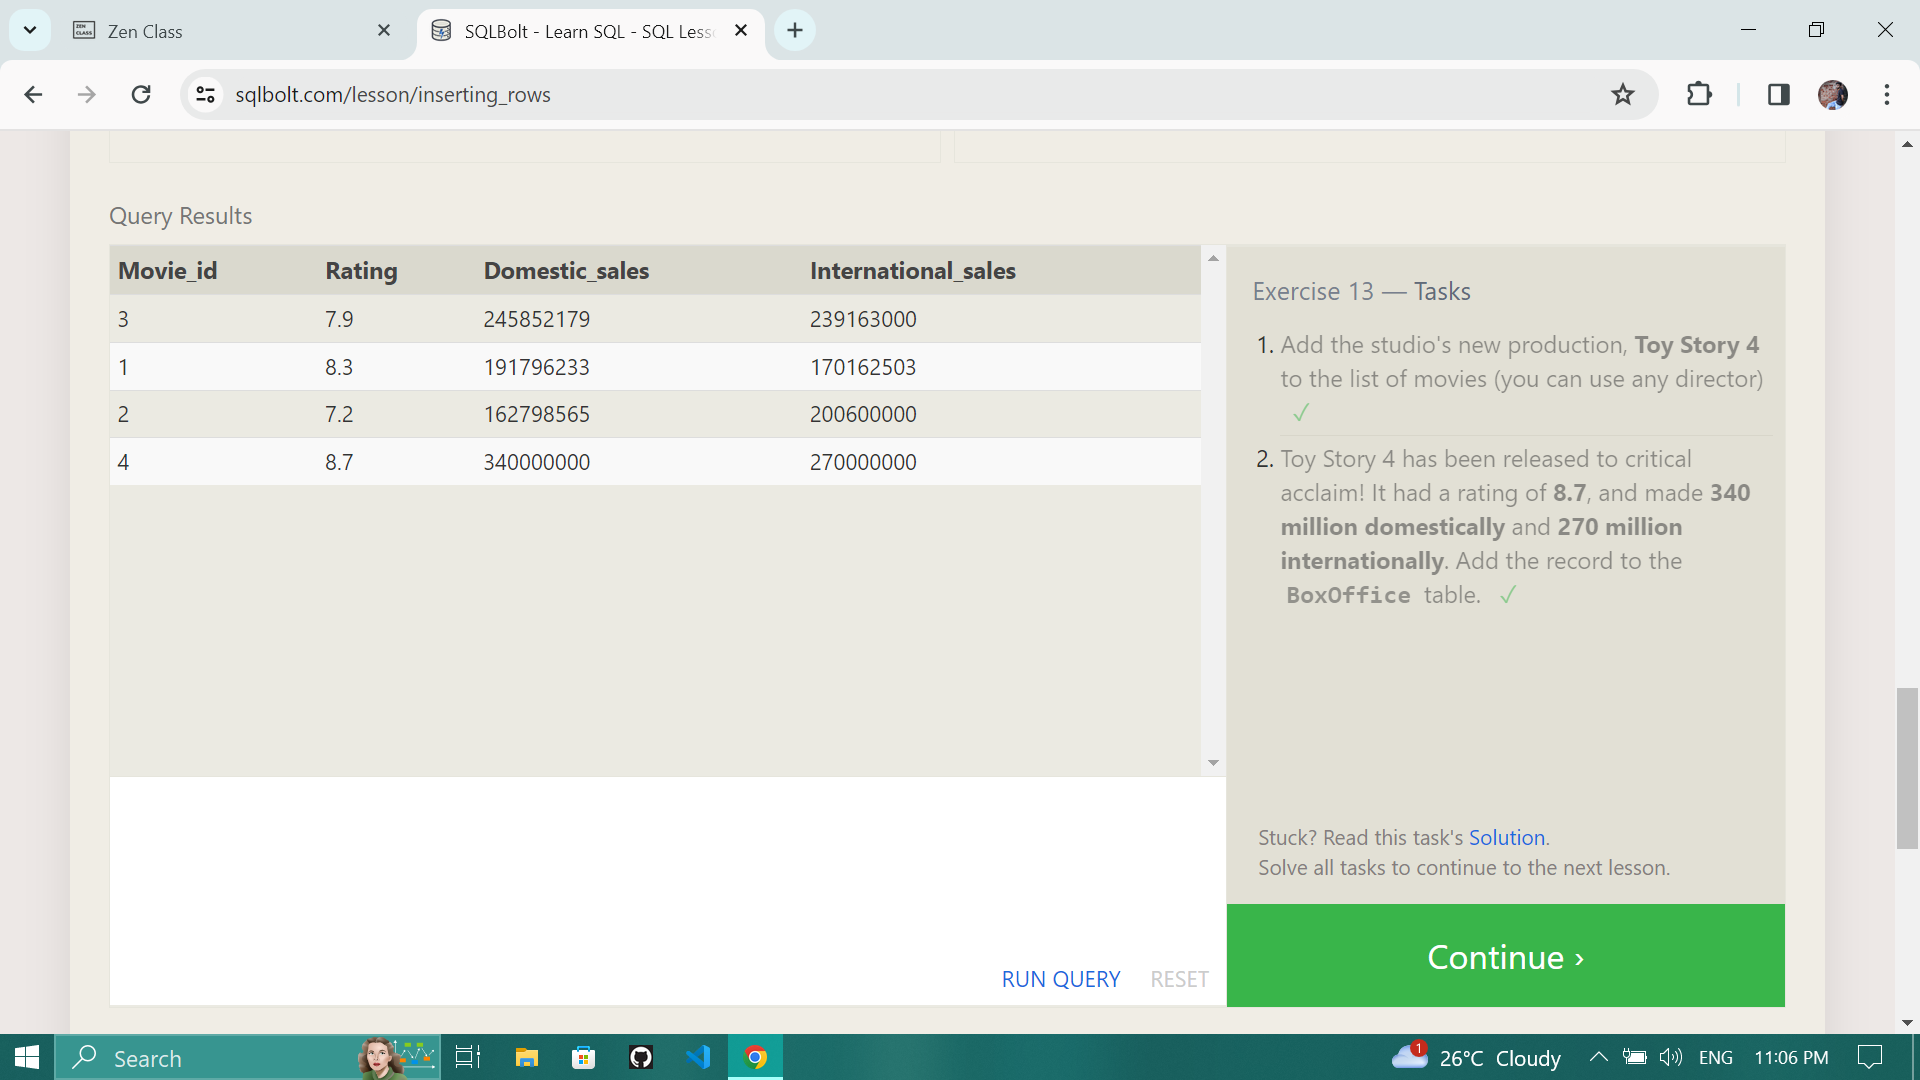 ZEN CLASS
Zen Class
SQLBolt - Learn SQL - SQL Less
sqlbolt.com/lesson/inserting_rows
Query Results
Movie_id Rating Domestic_sales International_sales
3 7.9 245852179 239163000
1 8.3 191796233 170162503
2 7.2 162798565 200600000
4 8.7 340000000 270000000
Exercise 13 — Tasks
1. Add the studio's new production, Toy Story 4
to the list of movies (you can use any director)
✓
2. Toy Story 4 has been released to critical
acclaim! It had a rating of 8.7, and made 340
million domestically and 270 million
internationally. Add the record to the
BoxOffice table. ✓
Stuck? Read this task's Solution.
Solve all tasks to continue to the next lesson.
RUN QUERY RESET
Continue ›
Search
1
26°C Cloudy
ENG
11:06 PM